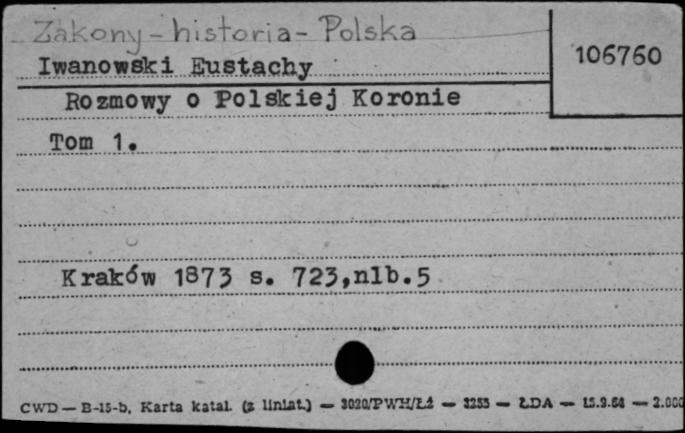 Zakony - historia - Polska
106760
Iwanowski Eustachy
Rozmowy o Polskiej Koronie
Tom 1.
Kraków 1873 s. 723,nlb.5
CWD — B-15-b, Karta katal. (z liniat.) — 3020/PWH/Łź — 3253 — ŁDA — 15.9.64 — 2.000